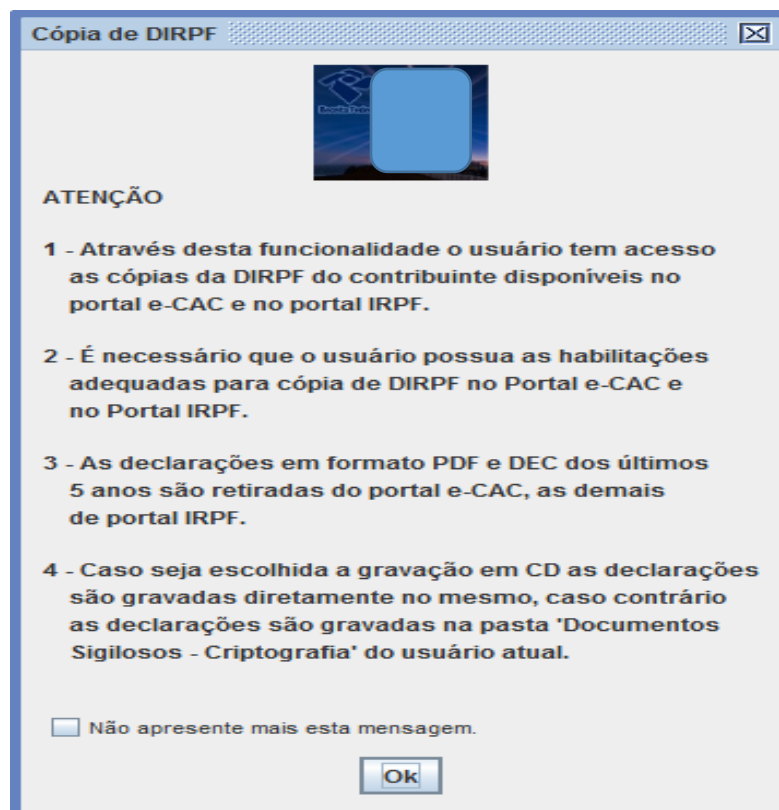 Cópia de DIRPF
ATENÇÃO
1 - Através desta funcionalidade o usuário tem acesso
as cópias da DIRPF do contribuinte disponíveis no
portal e-CAC e no portal IRPF.
2 - É necessário que o usuário possua as habilitações
adequadas para cópia de DIRPF no Portal e-CAC e
no Portal IRPF.
3 - As declarações em formato PDF e DEC dos últimos
5 anos são retiradas do portal e-CAC, as demais
de portal IRPF.
4 - Caso seja escolhida a gravação em CD as declarações
são gravadas diretamente no mesmo, caso contrário
as declarações são gravadas na pasta 'Documentos
Sigilosos - Criptografia' do usuário atual.
Não apresente mais esta mensagem.
Ok